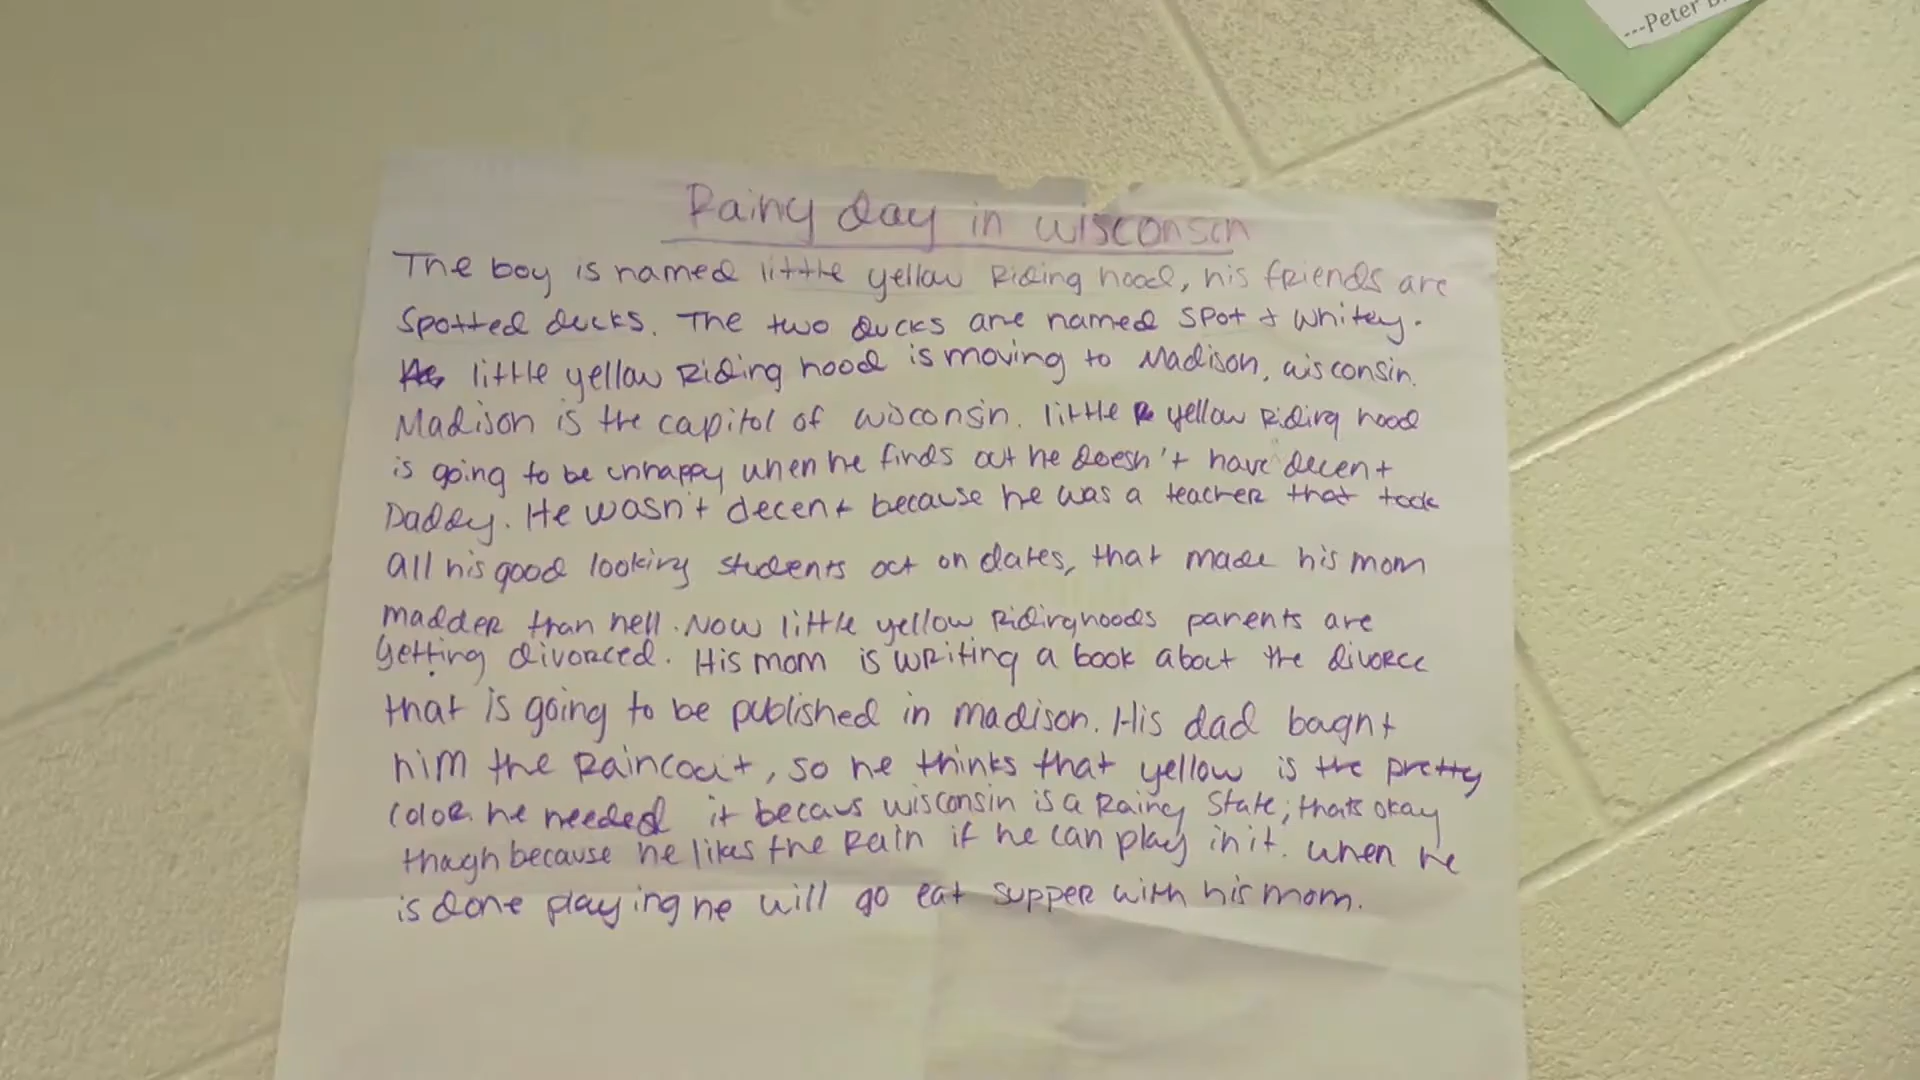 ---Peter
Rainy day in wisconsin
The boy is named little yellow Riding hood, his friends are
Spotted ducks. The two ducks are named Spot & Whitey.
little yellow Riding hood is moving to Madison, wisconsin.
Madison is the capitol of wisconsin. little yellow Riding hood
is going to be unhappy when he finds out he doesn't have decent
Daddy. He wasn't decent because he was a teacher that took
all his good looking students out on dates, that made his mom
madder than hell. Now little yellow Ridinghoods parents are
getting divorced. His mom is writing a book about the divorce
that is going to be published in madison. His dad baught
him the Raincoat, so he thinks that yellow is the pretty
color. he needed it becaus wisconsin is a Rainy State; thats okay
though because he likes the Rain if he can play in it. When he
is done playing he will go eat supper with his mom.